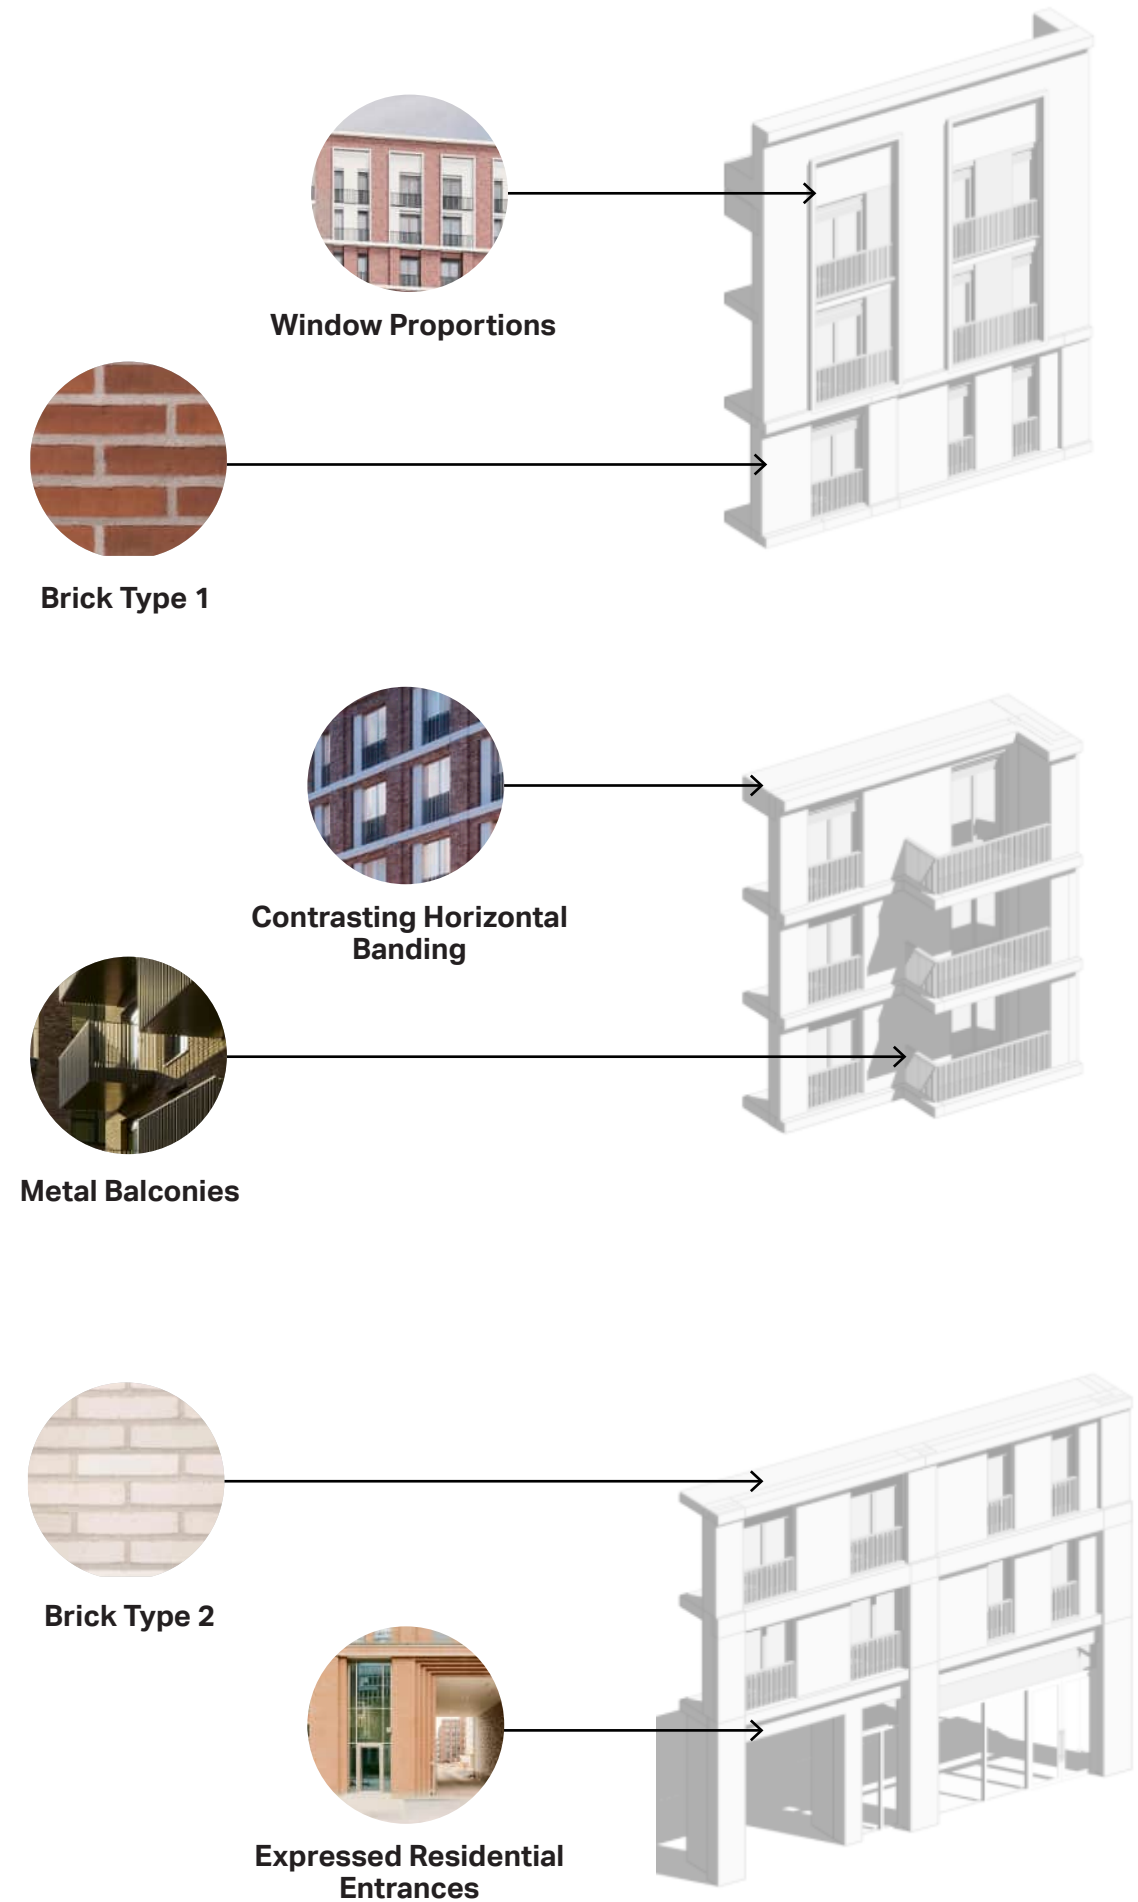 Window Proportions
Brick Type 1
Contrasting Horizontal
Banding
Metal Balconies
Brick Type 2
Expressed Residential
Entrances